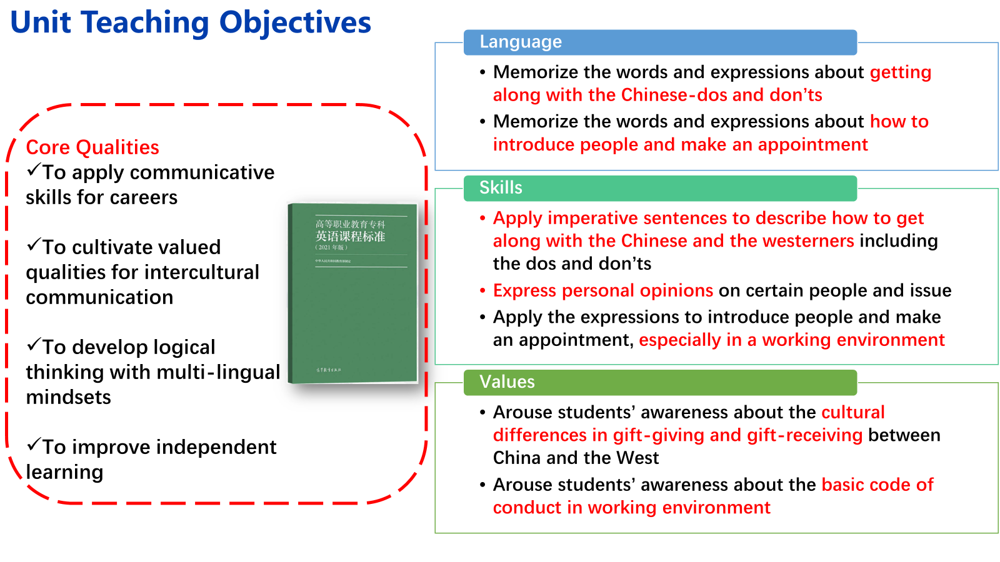 Unit Teaching Objectives
Core Qualities
✓To apply communicative
skills for careers
✓To cultivate valued
qualities for intercultural
communication
✓To develop logical
thinking with multi-lingual
mindsets
✓To improve independent
learning
高等职业教育专科
英语课程标准
（2021 年版）
中华人民共和国教育部制定
高等教育出版社
Language
• Memorize the words and expressions about getting
along with the Chinese-dos and don’ts
• Memorize the words and expressions about how to
introduce people and make an appointment
Skills
• Apply imperative sentences to describe how to get
along with the Chinese and the westerners including
the dos and don’ts
• Express personal opinions on certain people and issue
• Apply the expressions to introduce people and make
an appointment, especially in a working environment
Values
• Arouse students’ awareness about the cultural
differences in gift-giving and gift-receiving between
China and the West
• Arouse students’ awareness about the basic code of
conduct in working environment